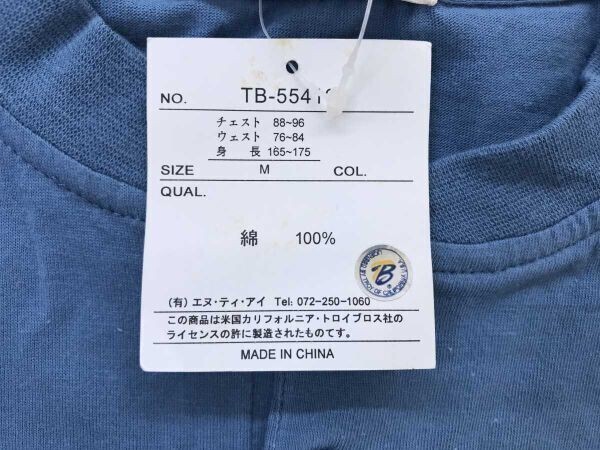 NO. TB-5541
チェスト 88~96
ウェスト 76~84
身 長 165~175
SIZE M COL.
QUAL.
綿 100%
B
(有) エヌ・ティ・アイ Tel: 072-250-1060
この商品は米国カリフォルニア・トロイブロス社の
ライセンスの許に製造されたものてす。
MADE IN CHINA